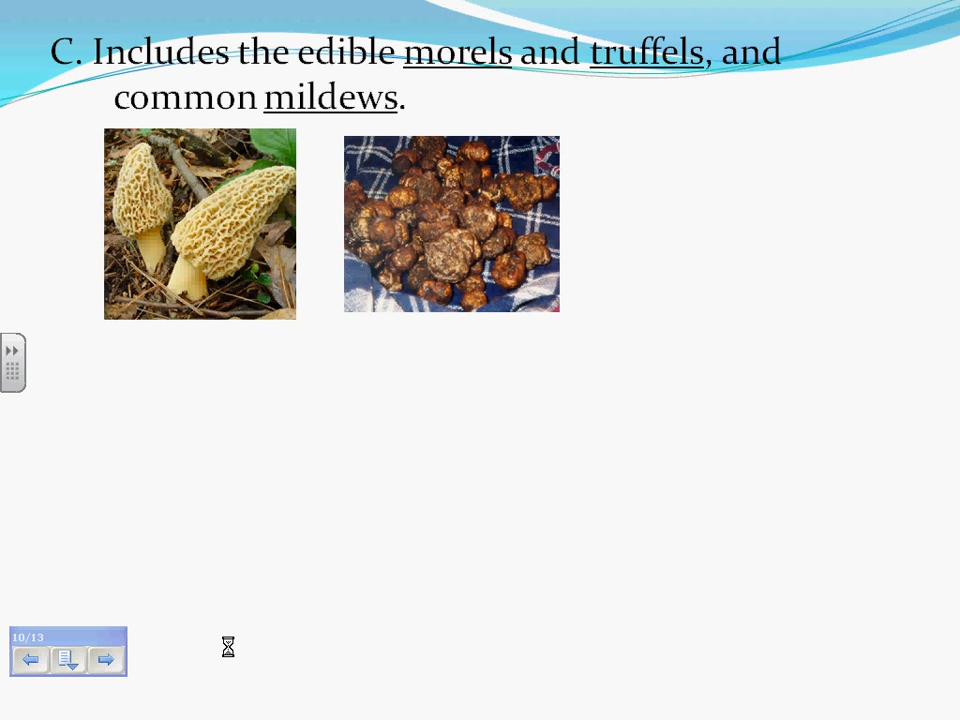 C. Includes the edible morels and truffels, and
common mildews.
10/13